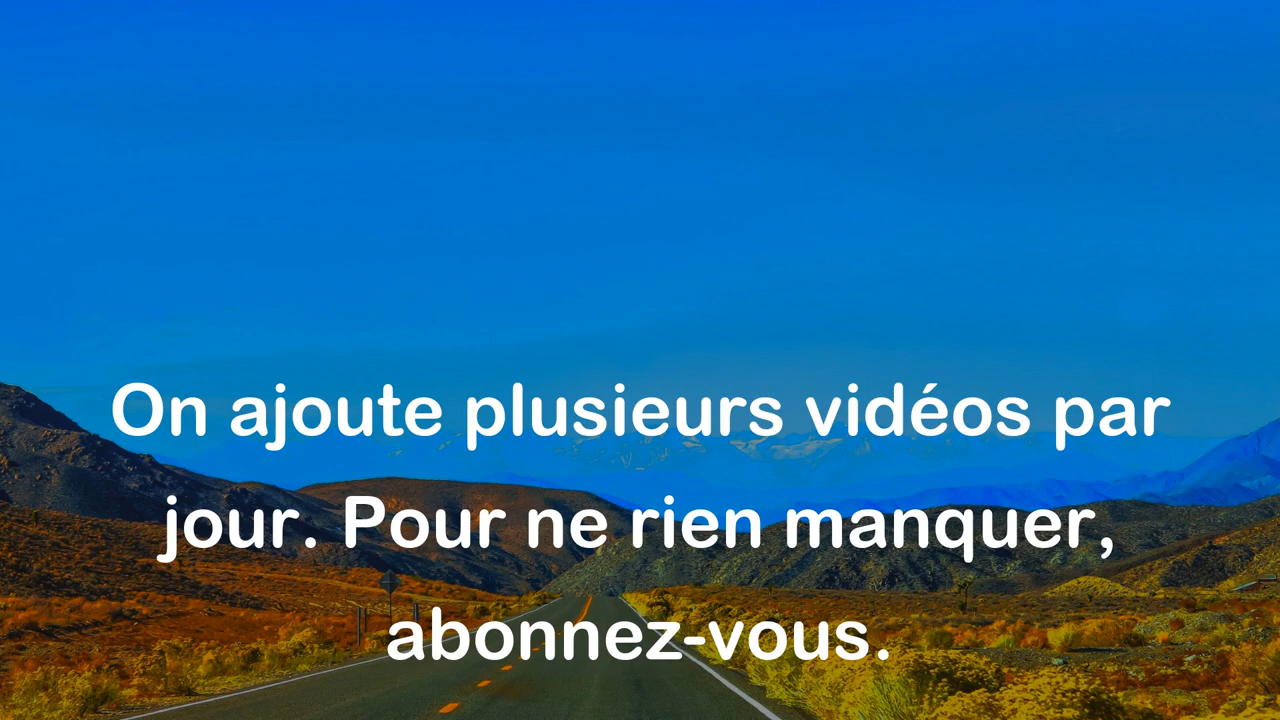 On ajoute plusieurs vidéos par
jour. Pour ne rien manquer,
abonnez-vous.